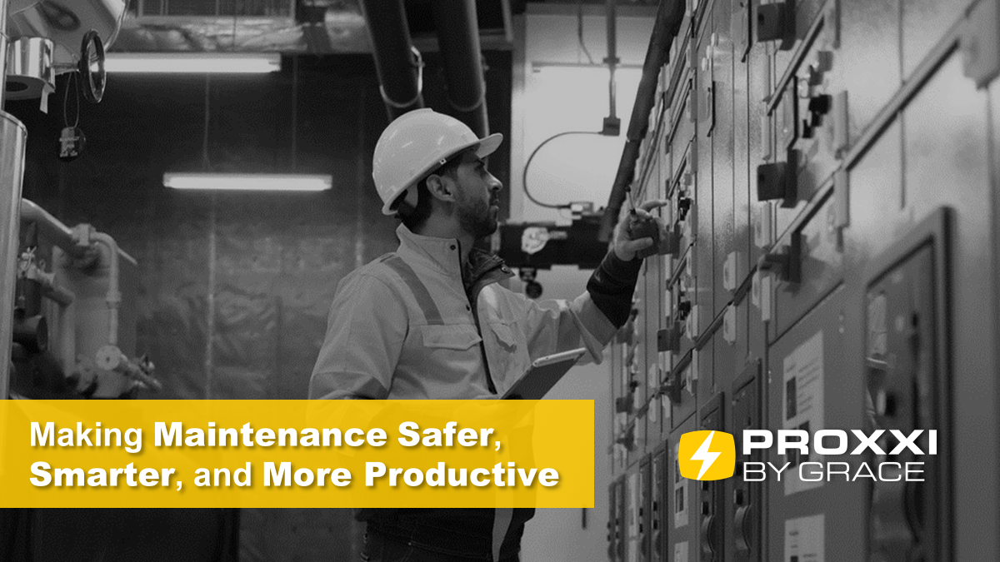 Making Maintenance Safer,
Smarter, and More Productive
PROXXI
BY GRACE